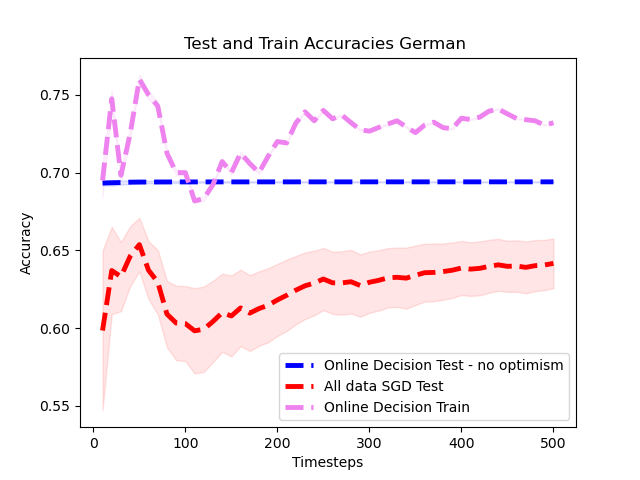 Test and Train Accuracies German
Accuracy
0.75
0.70
0.65
0.60
0.55
Online Decision Test - no optimism
All data SGD Test
Online Decision Train
0
100
200
300
400
500
Timesteps